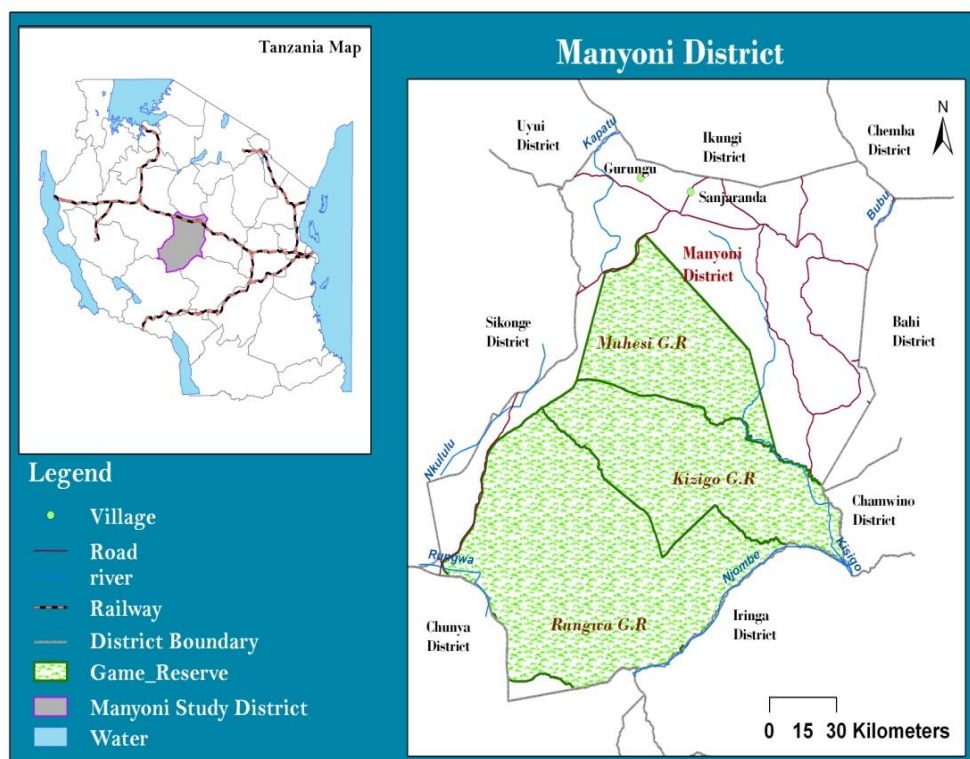 Tanzania Map
Manyoni District
N
Uyui
District
Kapatu
Ikungi
District
Chemba
District
Gurungu
Sanjaranda
Bubu
Manyoni
District
Sikonge
District
Muhesi G.R
Bahi
District
Nkululu
Kizigo G.R
Chamwino
District
Kisigo
Rungwa
Njombe
Chunya
District
Rungwa G.R
Iringa
District
0 15 30 Kilometers
Legend
Village
Road
river
Railway
District Boundary
Game_Reserve
Manyoni Study District
Water